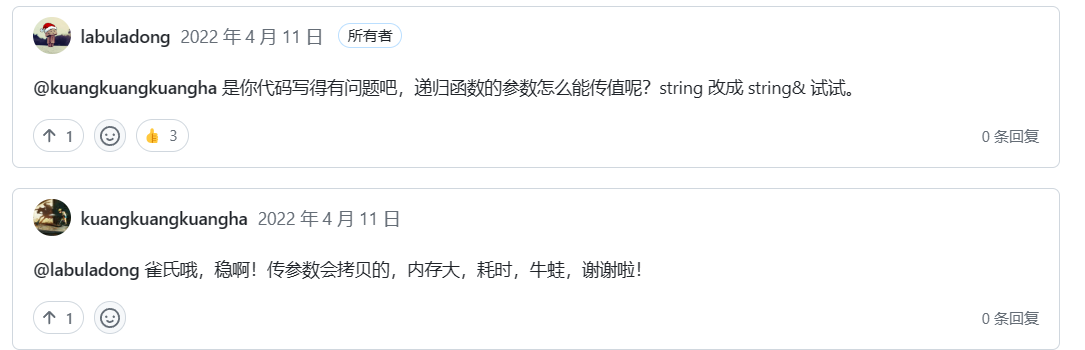 labuladong 2022 年 4 月 11 日 所有者
@kuangkuangkuangha 是你代码写得有问题吧，递归函数的参数怎么能传值呢？string 改成 string& 试试。
↑ 1 👍 3 0 条回复
kuangkuangkuangha 2022 年 4 月 11 日
@labuladong 雀氏哦，稳啊！传参数会拷贝的，内存大，耗时，牛蛙，谢谢啦！
↑ 1 0 条回复